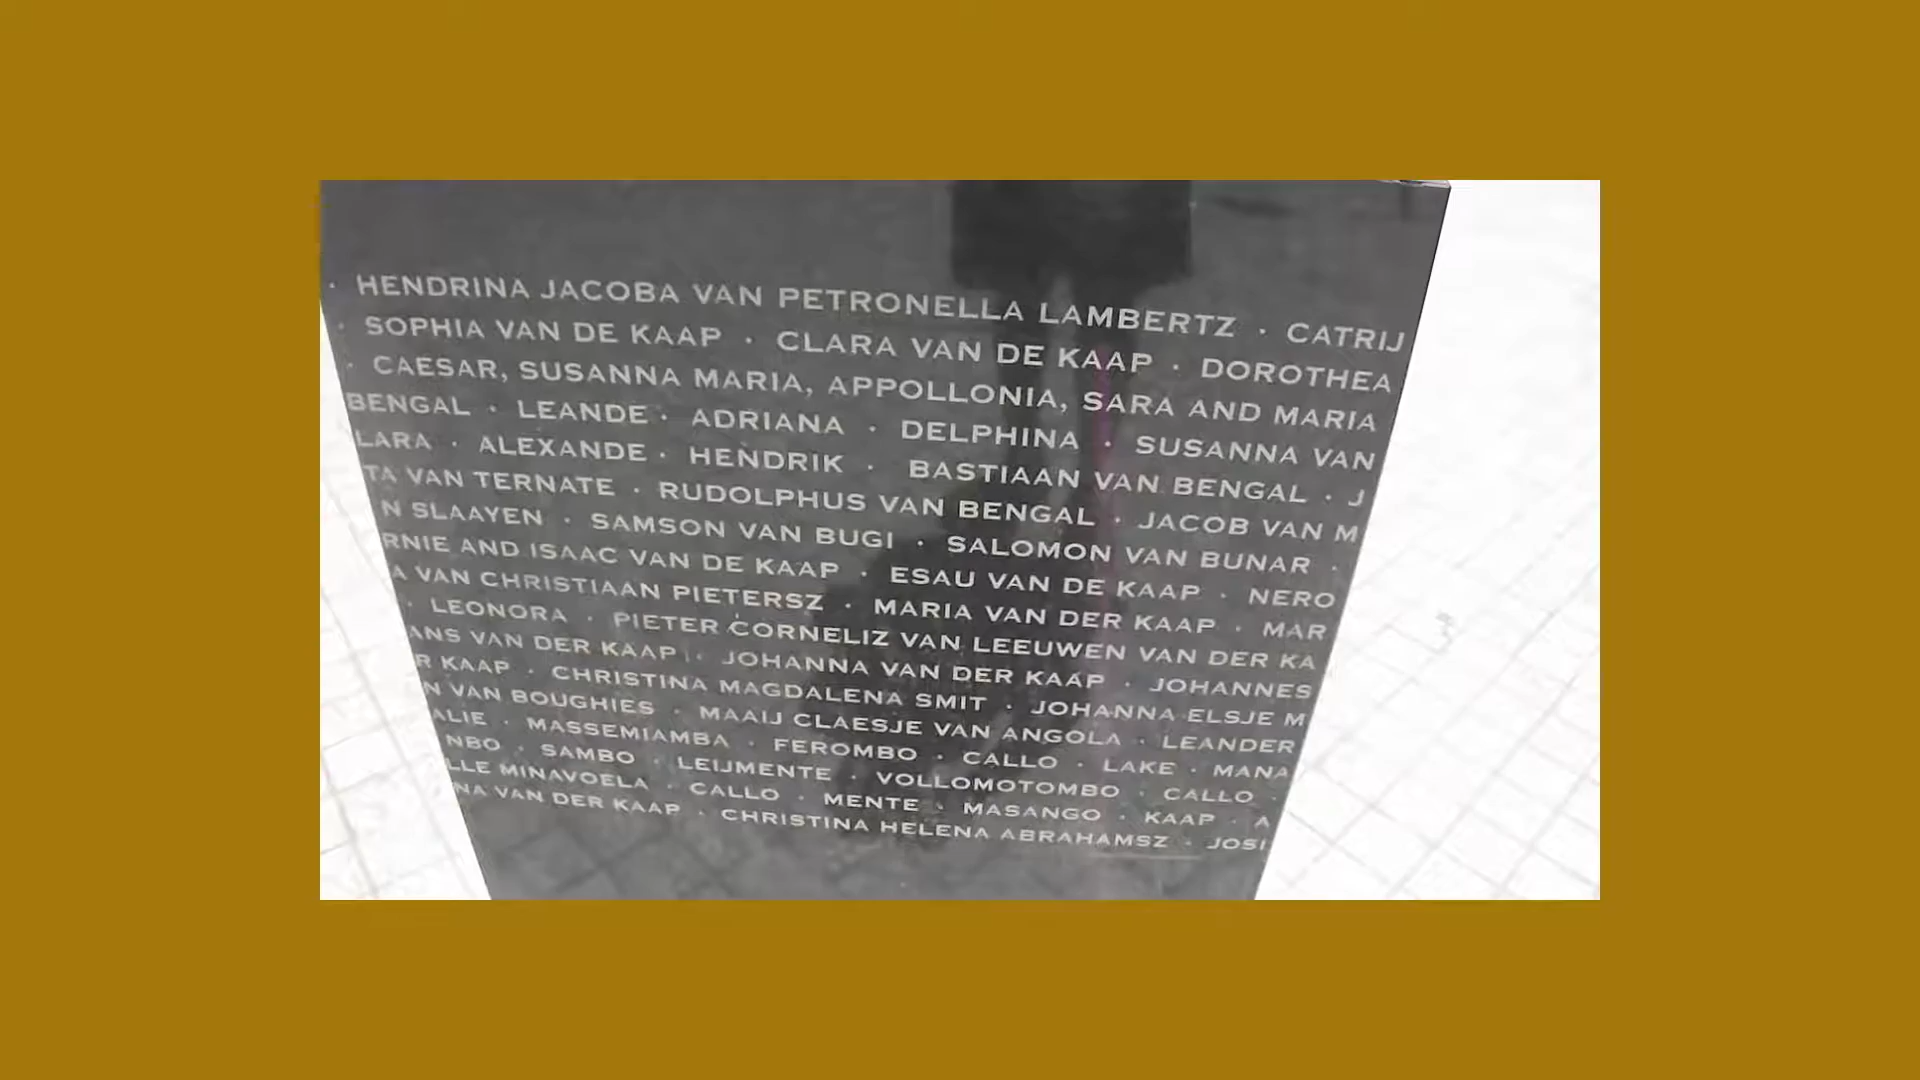 · HENDRINA JACOBA VAN PETRONELLA LAMBERTZ · CATRIJ
· SOPHIA VAN DE KAAP · CLARA VAN DE KAAP · DOROTHEA
· CAESAR, SUSANNA MARIA, APPOLLONIA, SARA AND MARIA
BENGAL · LEANDE · ADRIANA · DELPHINA · SUSANNA VAN
LARA · ALEXANDE · HENDRIK · BASTIAAN VAN BENGAL · J
TA VAN TERNATE · RUDOLPHUS VAN BENGAL · JACOB VAN M
N SLAAYEN · SAMSON VAN BUGI · SALOMON VAN BUNAR ·
RNIE AND ISAAC VAN DE KAAP · ESAU VAN DE KAAP · NERO
A VAN CHRISTIAAN PIETERSZ · MARIA VAN DER KAAP · MAR
· LEONORA · PIETER CORNELIZ VAN LEEUWEN VAN DER KA
ANS VAN DER KAAP · JOHANNA VAN DER KAAP · JOHANNES
R KAAP · CHRISTINA MAGDALENA SMIT · JOHANNA ELSJE M
N VAN BOUGHIES · MAAIJ CLAESJE VAN ANGOLA · LEANDER
ALIE · MASSEMIAMBA · FEROMBO · CALLO · LAKE · MANA
NBO · SAMBO · LEIJMENTE · VOLLOMOTOMBO · CALLO ·
LLE MINAVOELA · CALLO · MENTE · MASANGO · KAAP · A
NA VAN DER KAAP · CHRISTINA HELENA ABRAHAMSZ · JOSI